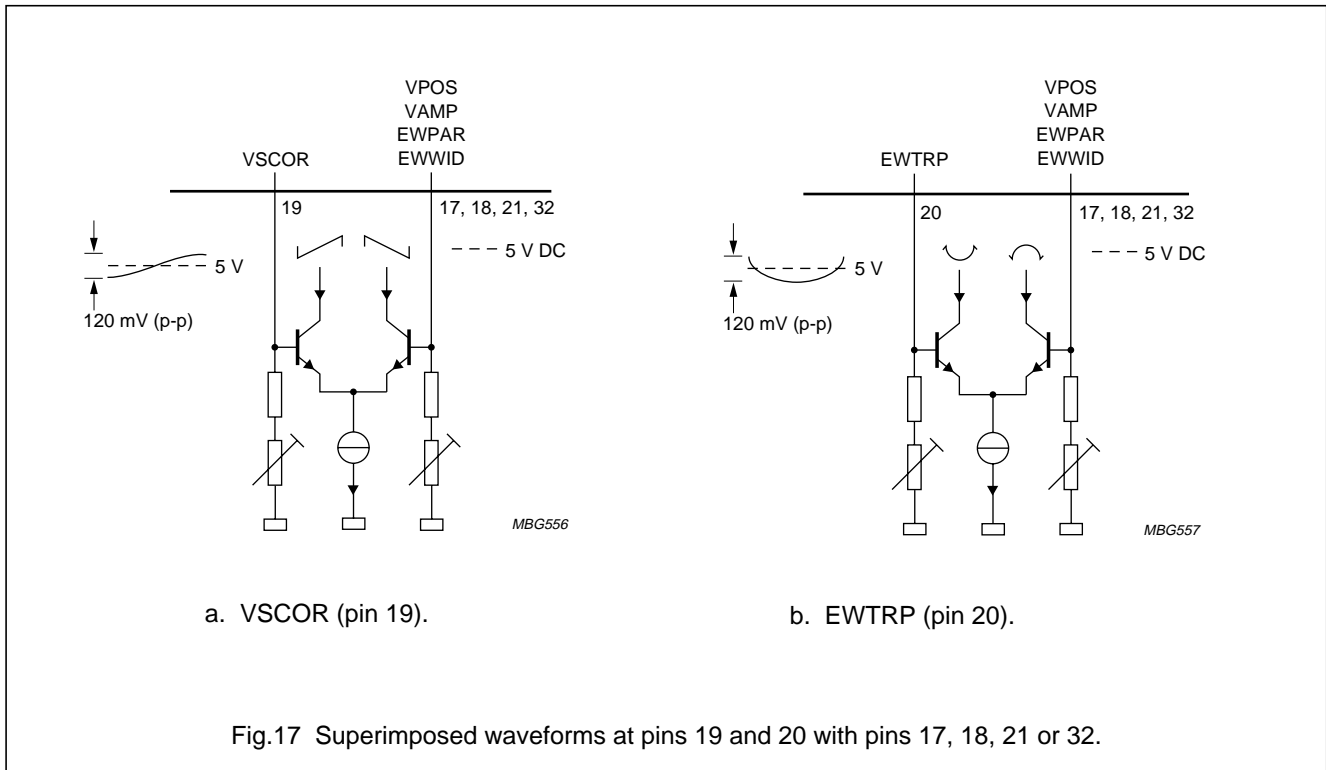 VPOS
VAMP
EWPAR
EWWID
VSCOR
19
17, 18, 21, 32
5 V DC
5 V
120 mV (p-p)
MBG556
a. VSCOR (pin 19).
VPOS
VAMP
EWPAR
EWWID
EWTRP
20
17, 18, 21, 32
5 V DC
5 V
120 mV (p-p)
MBG557
b. EWTRP (pin 20).
Fig.17 Superimposed waveforms at pins 19 and 20 with pins 17, 18, 21 or 32.